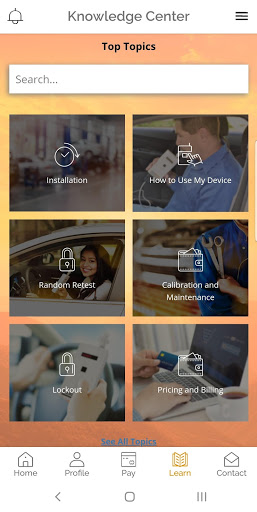 Knowledge Center
Top Topics
Search...
Installation
How to Use My Device
Random Retest
Calibration and
Maintenance
Lockout
Pricing and Billing
See All Topics
Home
Profile
Pay
Learn
Contact